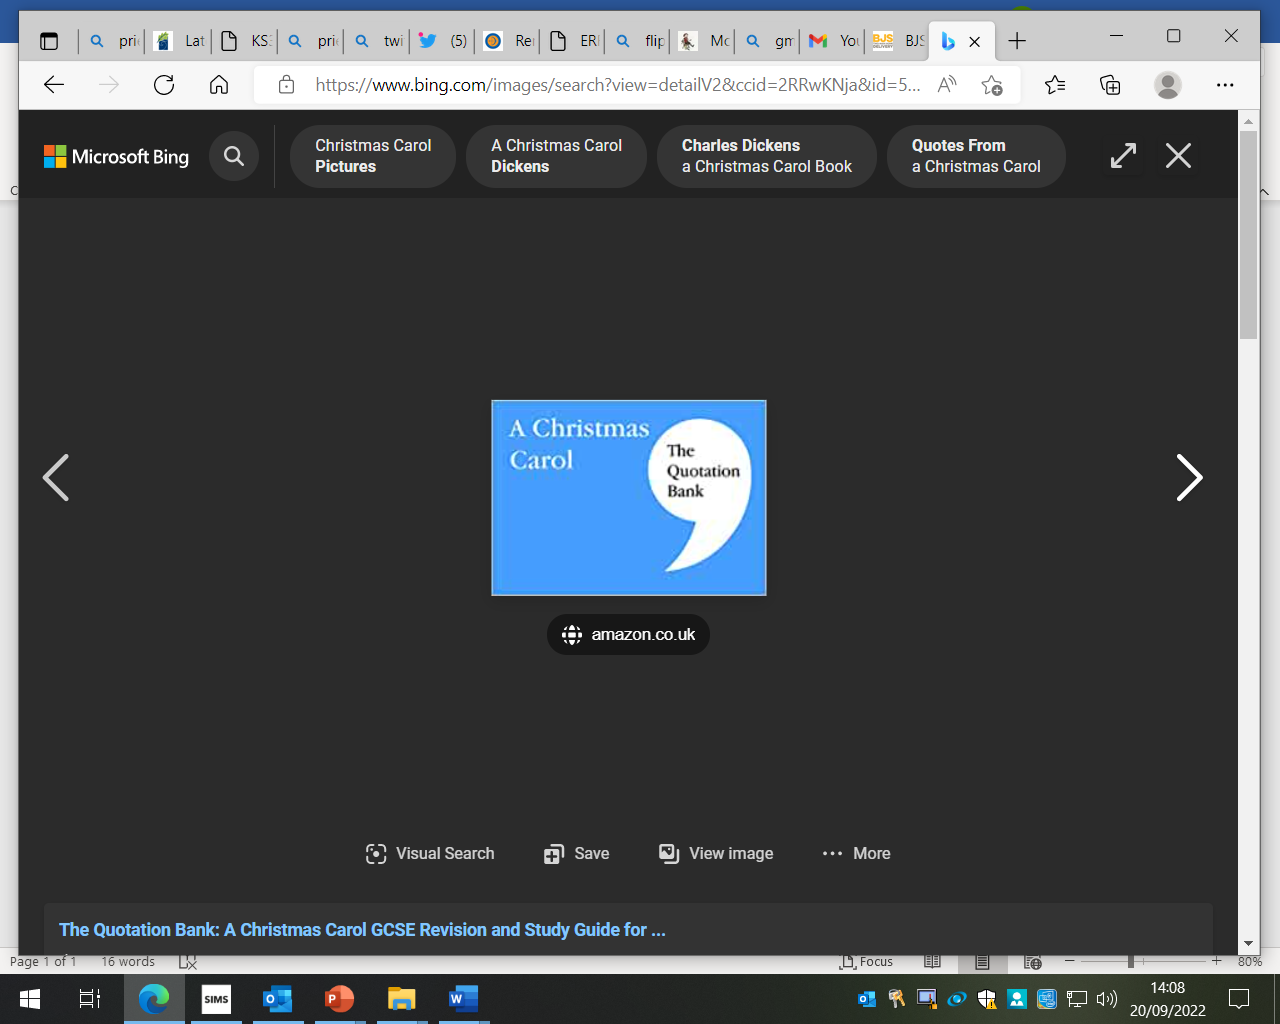 pri
Lat
KS
pri
twi
(5)
Re
ER
flip
Mc
gm
You
BJS
https://www.bing.com/images/search?view=detailV2&ccid=2RRwKNja&id=5...
Microsoft Bing
Christmas Carol
Pictures
A Christmas Carol
Dickens
Charles Dickens
a Christmas Carol Book
Quotes From
a Christmas Carol
A Christmas
Carol
The
Quotation
Bank
amazon.co.uk
Visual Search
Save
View image
More
The Quotation Bank: A Christmas Carol GCSE Revision and Study Guide for ...
Page 1 of 1
16 words
Focus
80%
SIMS
14:08
20/09/2022